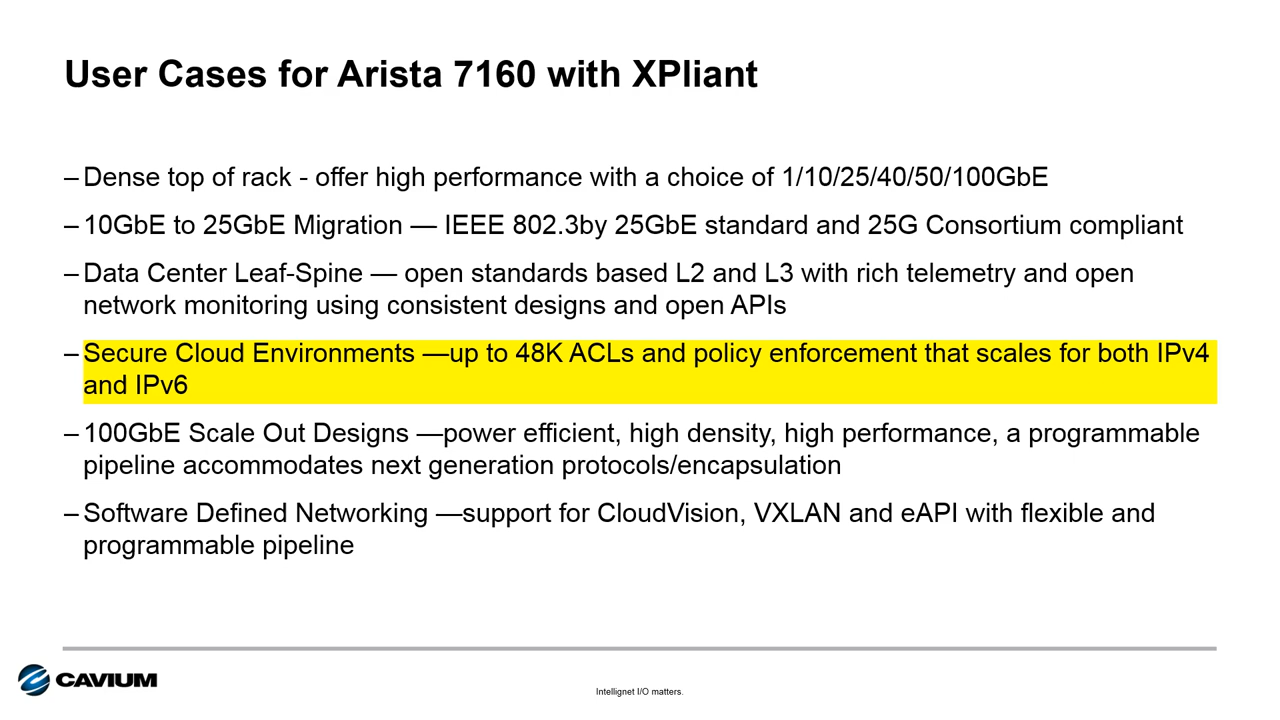 User Cases for Arista 7160 with XPliant
– Dense top of rack - offer high performance with a choice of 1/10/25/40/50/100GbE
– 10GbE to 25GbE Migration — IEEE 802.3by 25GbE standard and 25G Consortium compliant
– Data Center Leaf-Spine — open standards based L2 and L3 with rich telemetry and open
network monitoring using consistent designs and open APIs
– Secure Cloud Environments —up to 48K ACLs and policy enforcement that scales for both IPv4
and IPv6
– 100GbE Scale Out Designs —power efficient, high density, high performance, a programmable
pipeline accommodates next generation protocols/encapsulation
– Software Defined Networking —support for CloudVision, VXLAN and eAPI with flexible and
programmable pipeline
CAVIUM
Intellignet I/O matters.